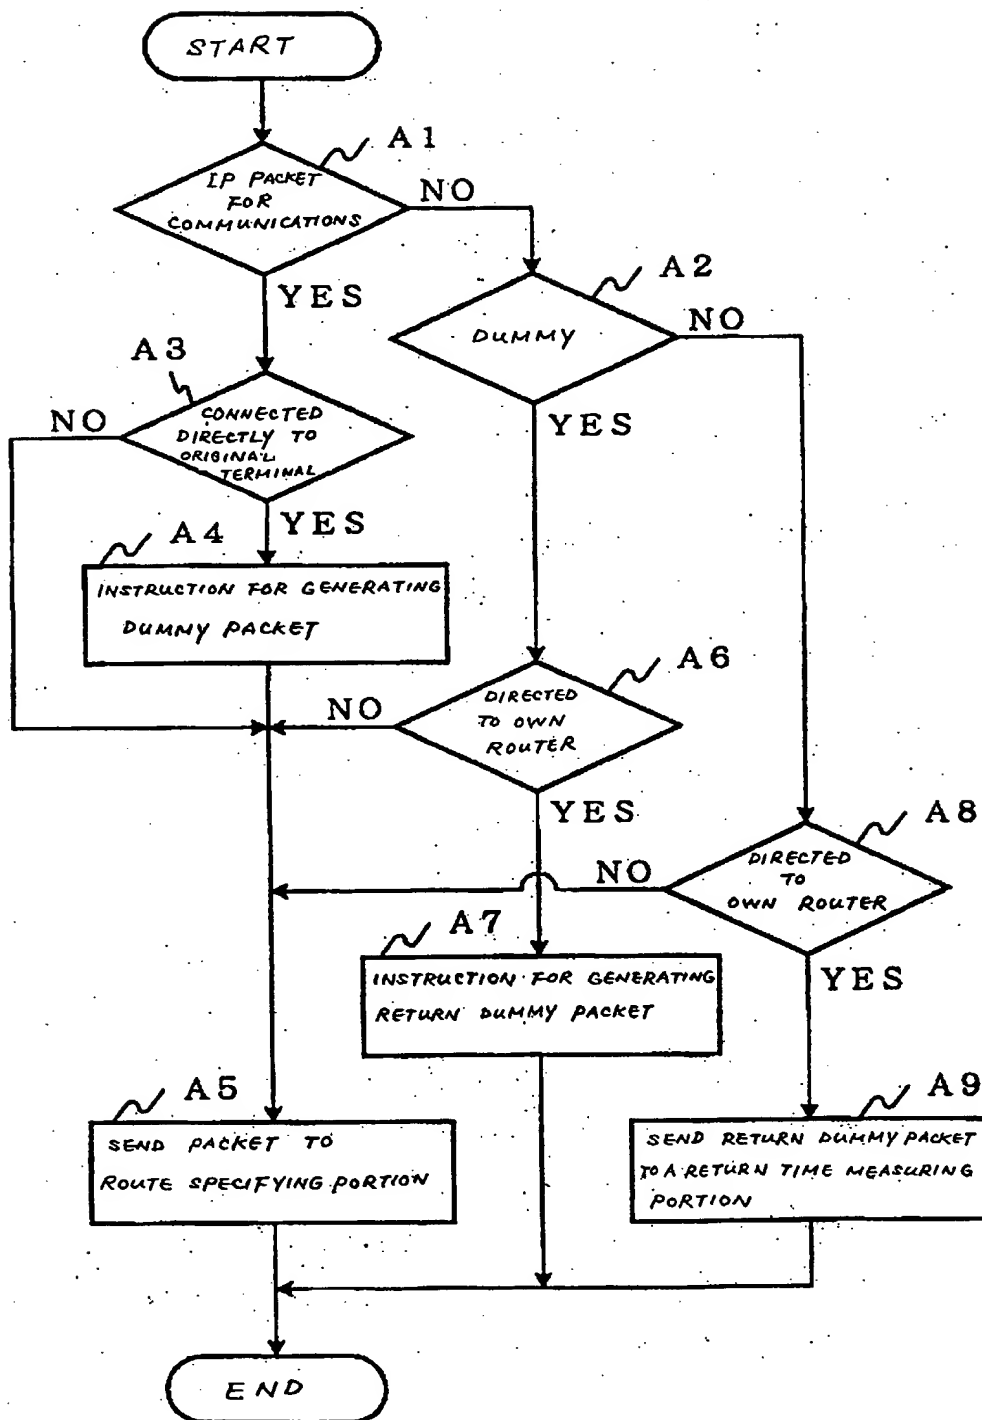 START
A1
IP PACKET
FOR
COMMUNICATIONS
NO
YES
A2
DUMMY
NO
YES
A3
NO
CONNECTED
DIRECTLY TO
ORIGINAL
TERMINAL
YES
A4
INSTRUCTION FOR GENERATING
DUMMY PACKET
A6
DIRECTED
TO OWN
ROUTER
NO
YES
A8
DIRECTED
TO
OWN ROUTER
NO
YES
A7
INSTRUCTION FOR GENERATING
RETURN DUMMY PACKET
A5
SEND PACKET TO
ROUTE SPECIFYING PORTION
A9
SEND RETURN DUMMY PACKET
TO A RETURN TIME MEASURING
PORTION
END